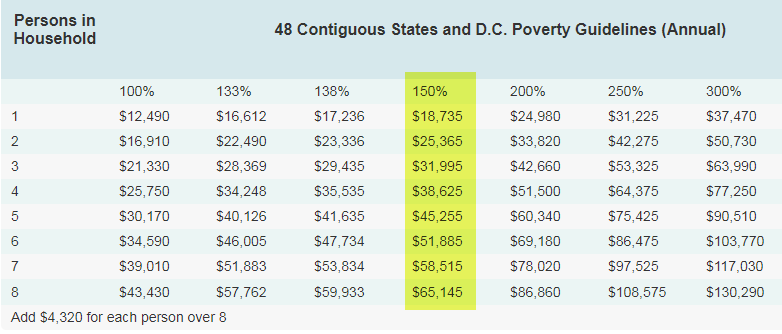 Persons in Household 48 Contiguous States and D.C. Poverty Guidelines (Annual)
100% 133% 138% 150% 200% 250% 300%
1 $12,490 $16,612 $17,236 $18,735 $24,980 $31,225 $37,470
2 $16,910 $22,490 $23,336 $25,365 $33,820 $42,275 $50,730
3 $21,330 $28,369 $29,435 $31,995 $42,660 $53,325 $63,990
4 $25,750 $34,248 $35,535 $38,625 $51,500 $64,375 $77,250
5 $30,170 $40,126 $41,635 $45,255 $60,340 $75,425 $90,510
6 $34,590 $46,005 $47,734 $51,885 $69,180 $86,475 $103,770
7 $39,010 $51,883 $53,834 $58,515 $78,020 $97,525 $117,030
8 $43,430 $57,762 $59,933 $65,145 $86,860 $108,575 $130,290
Add $4,320 for each person over 8